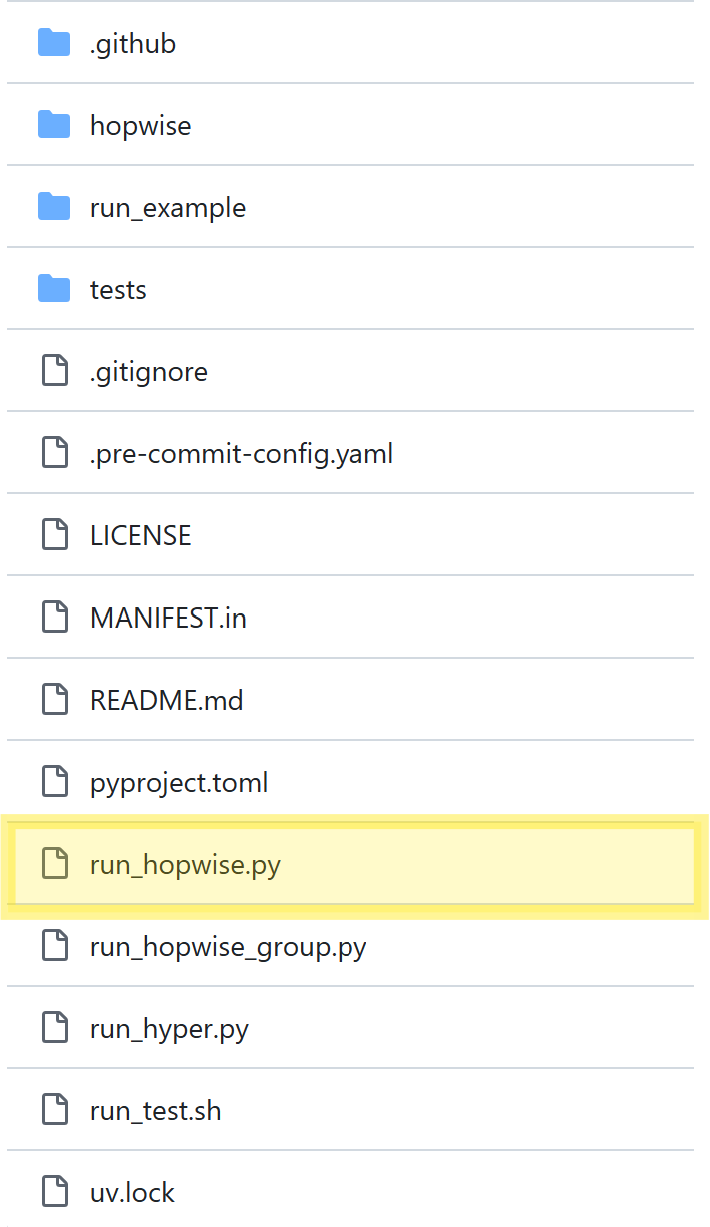 .github
hopwise
run_example
tests
.gitignore
.pre-commit-config.yaml
LICENSE
MANIFEST.in
README.md
pyproject.toml
run_hopwise.py
run_hopwise_group.py
run_hyper.py
run_test.sh
uv.lock